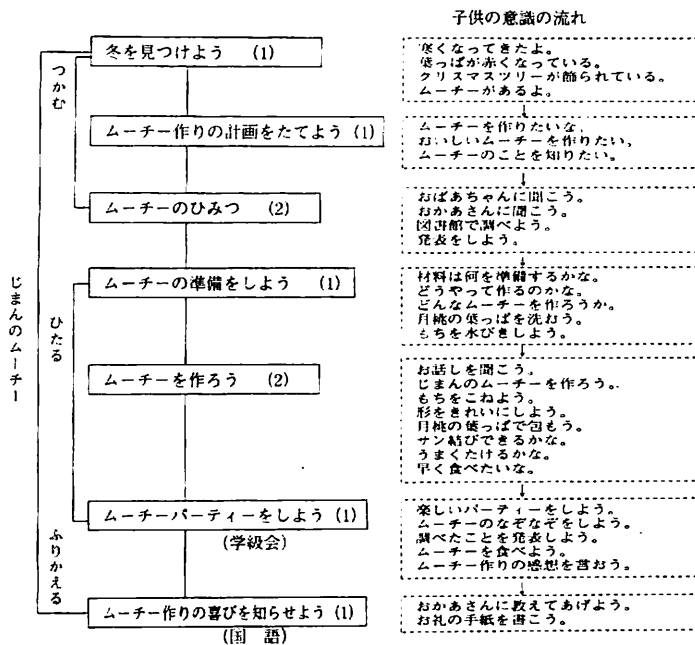 子供の意識の流れ
じまんのムーチー
つかむ
冬を見つけよう (1)
寒くなってきたよ。
葉っぱが赤くなっている。
クリスマスツリーが飾られている。
ムーチーがあるよ。
ムーチー作りの計画をたてよう (1)
ムーチーを作りたいな,
おいしいムーチーを作りたい,
ムーチーのことを知りたい。
ムーチーのひみつ (2)
おばあちゃんに聞こう。
おかあさんに聞こう。
図書館で調べよう。
発表をしよう。
ひたる
ムーチーの準備をしよう (1)
材料は何を準備するかな。
どうやって作るのかな。
どんなムーチーを作ろうか。
月桃の葉っぱを洗おう。
もちを水びきしよう。
ムーチーを作ろう (2)
お話しを聞こう。
じまんのムーチーを作ろう。
もちをこねよう。
形をきれいにしよう。
月桃の葉っぱで包もう。
サン結びできるかな。
うまくたけるかな。
早く食べたいな。
ムーチーパーティーをしよう (1)
(学級会)
楽しいパーティーをしよう。
ムーチーのなぞなぞをしよう。
調べたことを発表しよう。
ムーチーを食べよう。
ムーチー作りの感想を言おう。
ふりかえる
ムーチー作りの喜びを知らせよう (1)
(国 語)
おかあさんに教えてあげよう。
お礼の手紙を書こう。